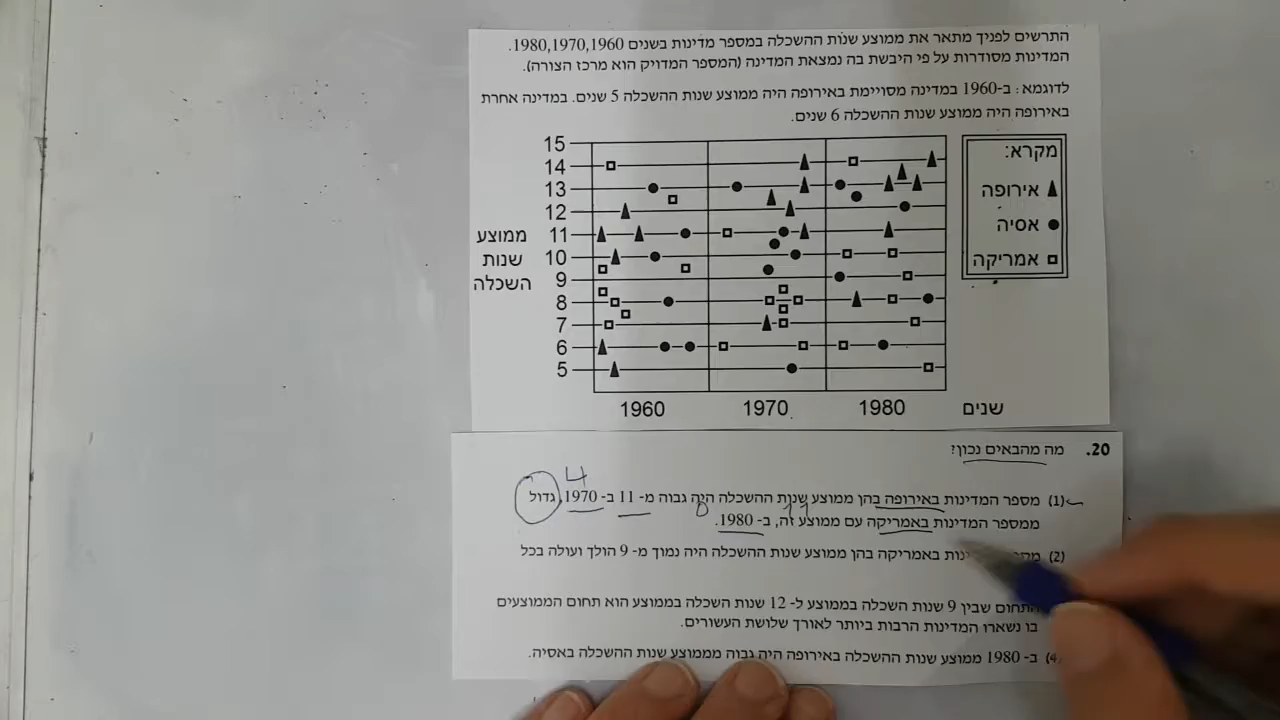 התרשים לפניך מתאר את ממוצע שנות ההשכלה במספר מדינות בשנים 1980,1970,1960.
המדינות מסודרות על פי היבשת בה נמצאת המדינה (המספר המדויק הוא מרכז הצורה).
לדוגמא: ב-1960 במדינה מסויימת באירופה היה ממוצע שנות ההשכלה 5 שנים. במדינה אחרת
באירופה היה ממוצע שנות ההשכלה 6 שנים.
מקרא:
אירופה
אסיה
אמריקה
15
14
13
12
11
10
9
8
7
6
5
ממוצע
שנות
השכלה
1960
1970
1980
שנים
20. מה מהבאים נכון?
4
(1) מספר המדינות באירופה בהן ממוצע שנות ההשכלה היה גבוה מ- 11 ב- 1970, גדול
ממספר המדינות באמריקה עם ממוצע זה, ב- 1980.
(2) באמריקה בהן ממוצע שנות ההשכלה היה נמוך מ- 9 הולך ועולה בכל
התחום שבין 9 שנות השכלה בממוצע ל- 12 שנות השכלה בממוצע הוא תחום הממוצעים
בו נשארו המדינות הרבות ביותר לאורך שלושת העשורים.
(4) ב- 1980 ממוצע שנות ההשכלה באירופה היה גבוה מממוצע שנות ההשכלה באסיה.